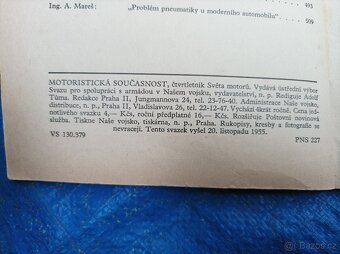 493
Ing. A. Mareš: „Problém pneumatiky u moderního automobilu"
509
MOTORISTICKÁ SOUČASNOST, čtvrtletník Světa motorů. Vydává ústřední výbor
Svazu pro spolupráci s armádou v Našem vojsku, vydavatelství, n. p. Rediguje Adolf
Tůma. Redakce Praha II, Jungmannova 24, tel. 23-76-40. Administrace Naše vojsko,
distribuce, n. p., Praha II, Vladislavova 26, tel. 22-12-47. Vychází 4krát ročně. Cena jed-
notlivého svazku 4,— Kčs, roční předplatné 16,— Kčs. Rozšiřuje Poštovní novinová
služba. Tiskne Naše vojsko, tiskárna, n. p., Praha. Rukopisy, kresby a fotografie se
nevracejí. Tento svazek vyšel 20. listopadu 1955.
VS 130.379 PNS 227
Sbazoš.cz